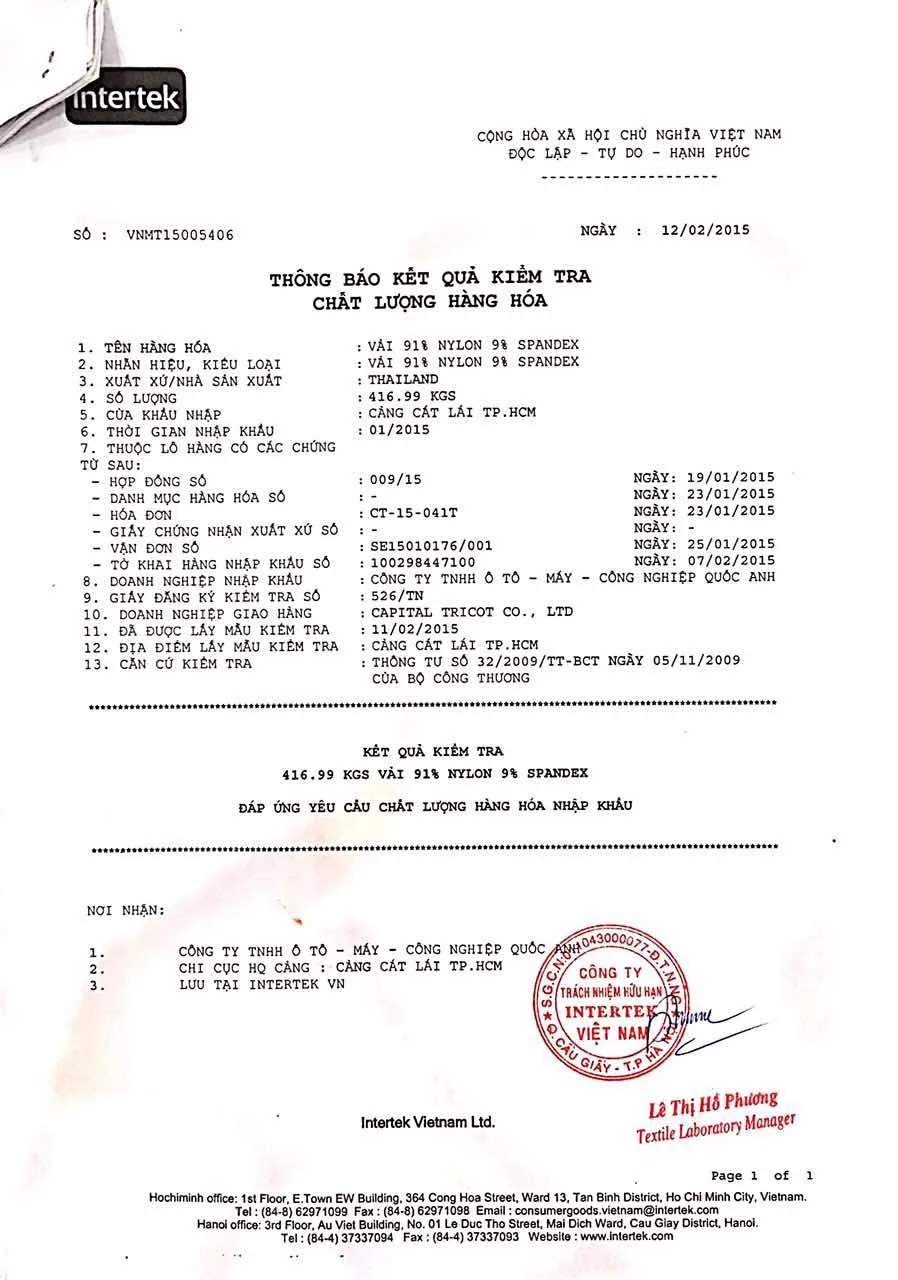 intertek
CỘNG HÒA XÃ HỘI CHỦ NGHĨA VIỆT NAM
ĐỘC LẬP - TỰ DO - HẠNH PHÚC
--------------------
SỐ : VNMT15005406 NGÀY : 12/02/2015
THÔNG BÁO KẾT QUẢ KIỂM TRA
CHẤT LƯỢNG HÀNG HÓA
1. TÊN HÀNG HÓA : VẢI 91% NYLON 9% SPANDEX
2. NHÃN HIỆU, KIỂU LOẠI : VẢI 91% NYLON 9% SPANDEX
3. XUẤT XỨ/NHÀ SẢN XUẤT : THAILAND
4. SỐ LƯỢNG : 416.99 KGS
5. CỬA KHẨU NHẬP : CẢNG CÁT LÁI TP.HCM
6. THỜI GIAN NHẬP KHẨU : 01/2015
7. THUỘC LÔ HÀNG CÓ CÁC CHỨNG
TỪ SAU:
- HỢP ĐỒNG SỐ : 009/15 NGÀY: 19/01/2015
- DANH MỤC HÀNG HÓA SỐ : - NGÀY: 23/01/2015
- HÓA ĐƠN : CT-15-041T NGÀY: 23/01/2015
- GIẤY CHỨNG NHẬN XUẤT XỨ SỐ : - NGÀY: -
- VẬN ĐƠN SỐ : SE15010176/001 NGÀY: 25/01/2015
- TỜ KHAI HÀNG NHẬP KHẨU SỐ : 100298447100 NGÀY: 07/02/2015
8. DOANH NGHIỆP NHẬP KHẨU : CÔNG TY TNHH Ô TÔ - MÁY - CÔNG NGHIỆP QUỐC ANH
9. GIẤY ĐĂNG KÝ KIỂM TRA SỐ : 526/TN
10. DOANH NGHIỆP GIAO HÀNG : CAPITAL TRICOT CO., LTD
11. ĐÃ ĐƯỢC LẤY MẪU KIỂM TRA : 11/02/2015
12. ĐỊA ĐIỂM LẤY MẪU KIỂM TRA : CẢNG CÁT LÁI TP.HCM
13. CĂN CỨ KIỂM TRA : THÔNG TƯ SỐ 32/2009/TT-BCT NGÀY 05/11/2009
CỦA BỘ CÔNG THƯƠNG
KẾT QUẢ KIỂM TRA
416.99 KGS VẢI 91% NYLON 9% SPANDEX
ĐÁP ỨNG YÊU CẦU CHẤT LƯỢNG HÀNG HÓA NHẬP KHẨU
NƠI NHẬN:
1. CÔNG TY TNHH Ô TÔ - MÁY - CÔNG NGHIỆP QUỐC ANH
2. CHI CỤC HQ CẢNG : CẢNG CÁT LÁI TP.HCM
3. LƯU TẠI INTERTEK VN
043000077-Đ.T.N.NG
S.G.C.N:
CÔNG TY
TRÁCH NHIỆM HỮU HẠN
INTERTEK
VIỆT NAM
Q. CẦU GIẤY - T.P HÀ
Lê Thị Hồ Phương
Textile Laboratory Manager
Intertek Vietnam Ltd.
Page 1 of 1
Hochiminh office: 1st Floor, E.Town EW Building, 364 Cong Hoa Street, Ward 13, Tan Binh District, Ho Chi Minh City, Vietnam.
Tel : (84-8) 62971099 Fax : (84-8) 62971098 Email : consumergoods.vietnam@intertek.com
Hanoi office: 3rd Floor, Au Viet Building, No. 01 Le Duc Tho Street, Mai Dich Ward, Cau Giay District, Hanoi.
Tel : (84-4) 37337094 Fax : (84-4) 37337093 Website : www.intertek.com